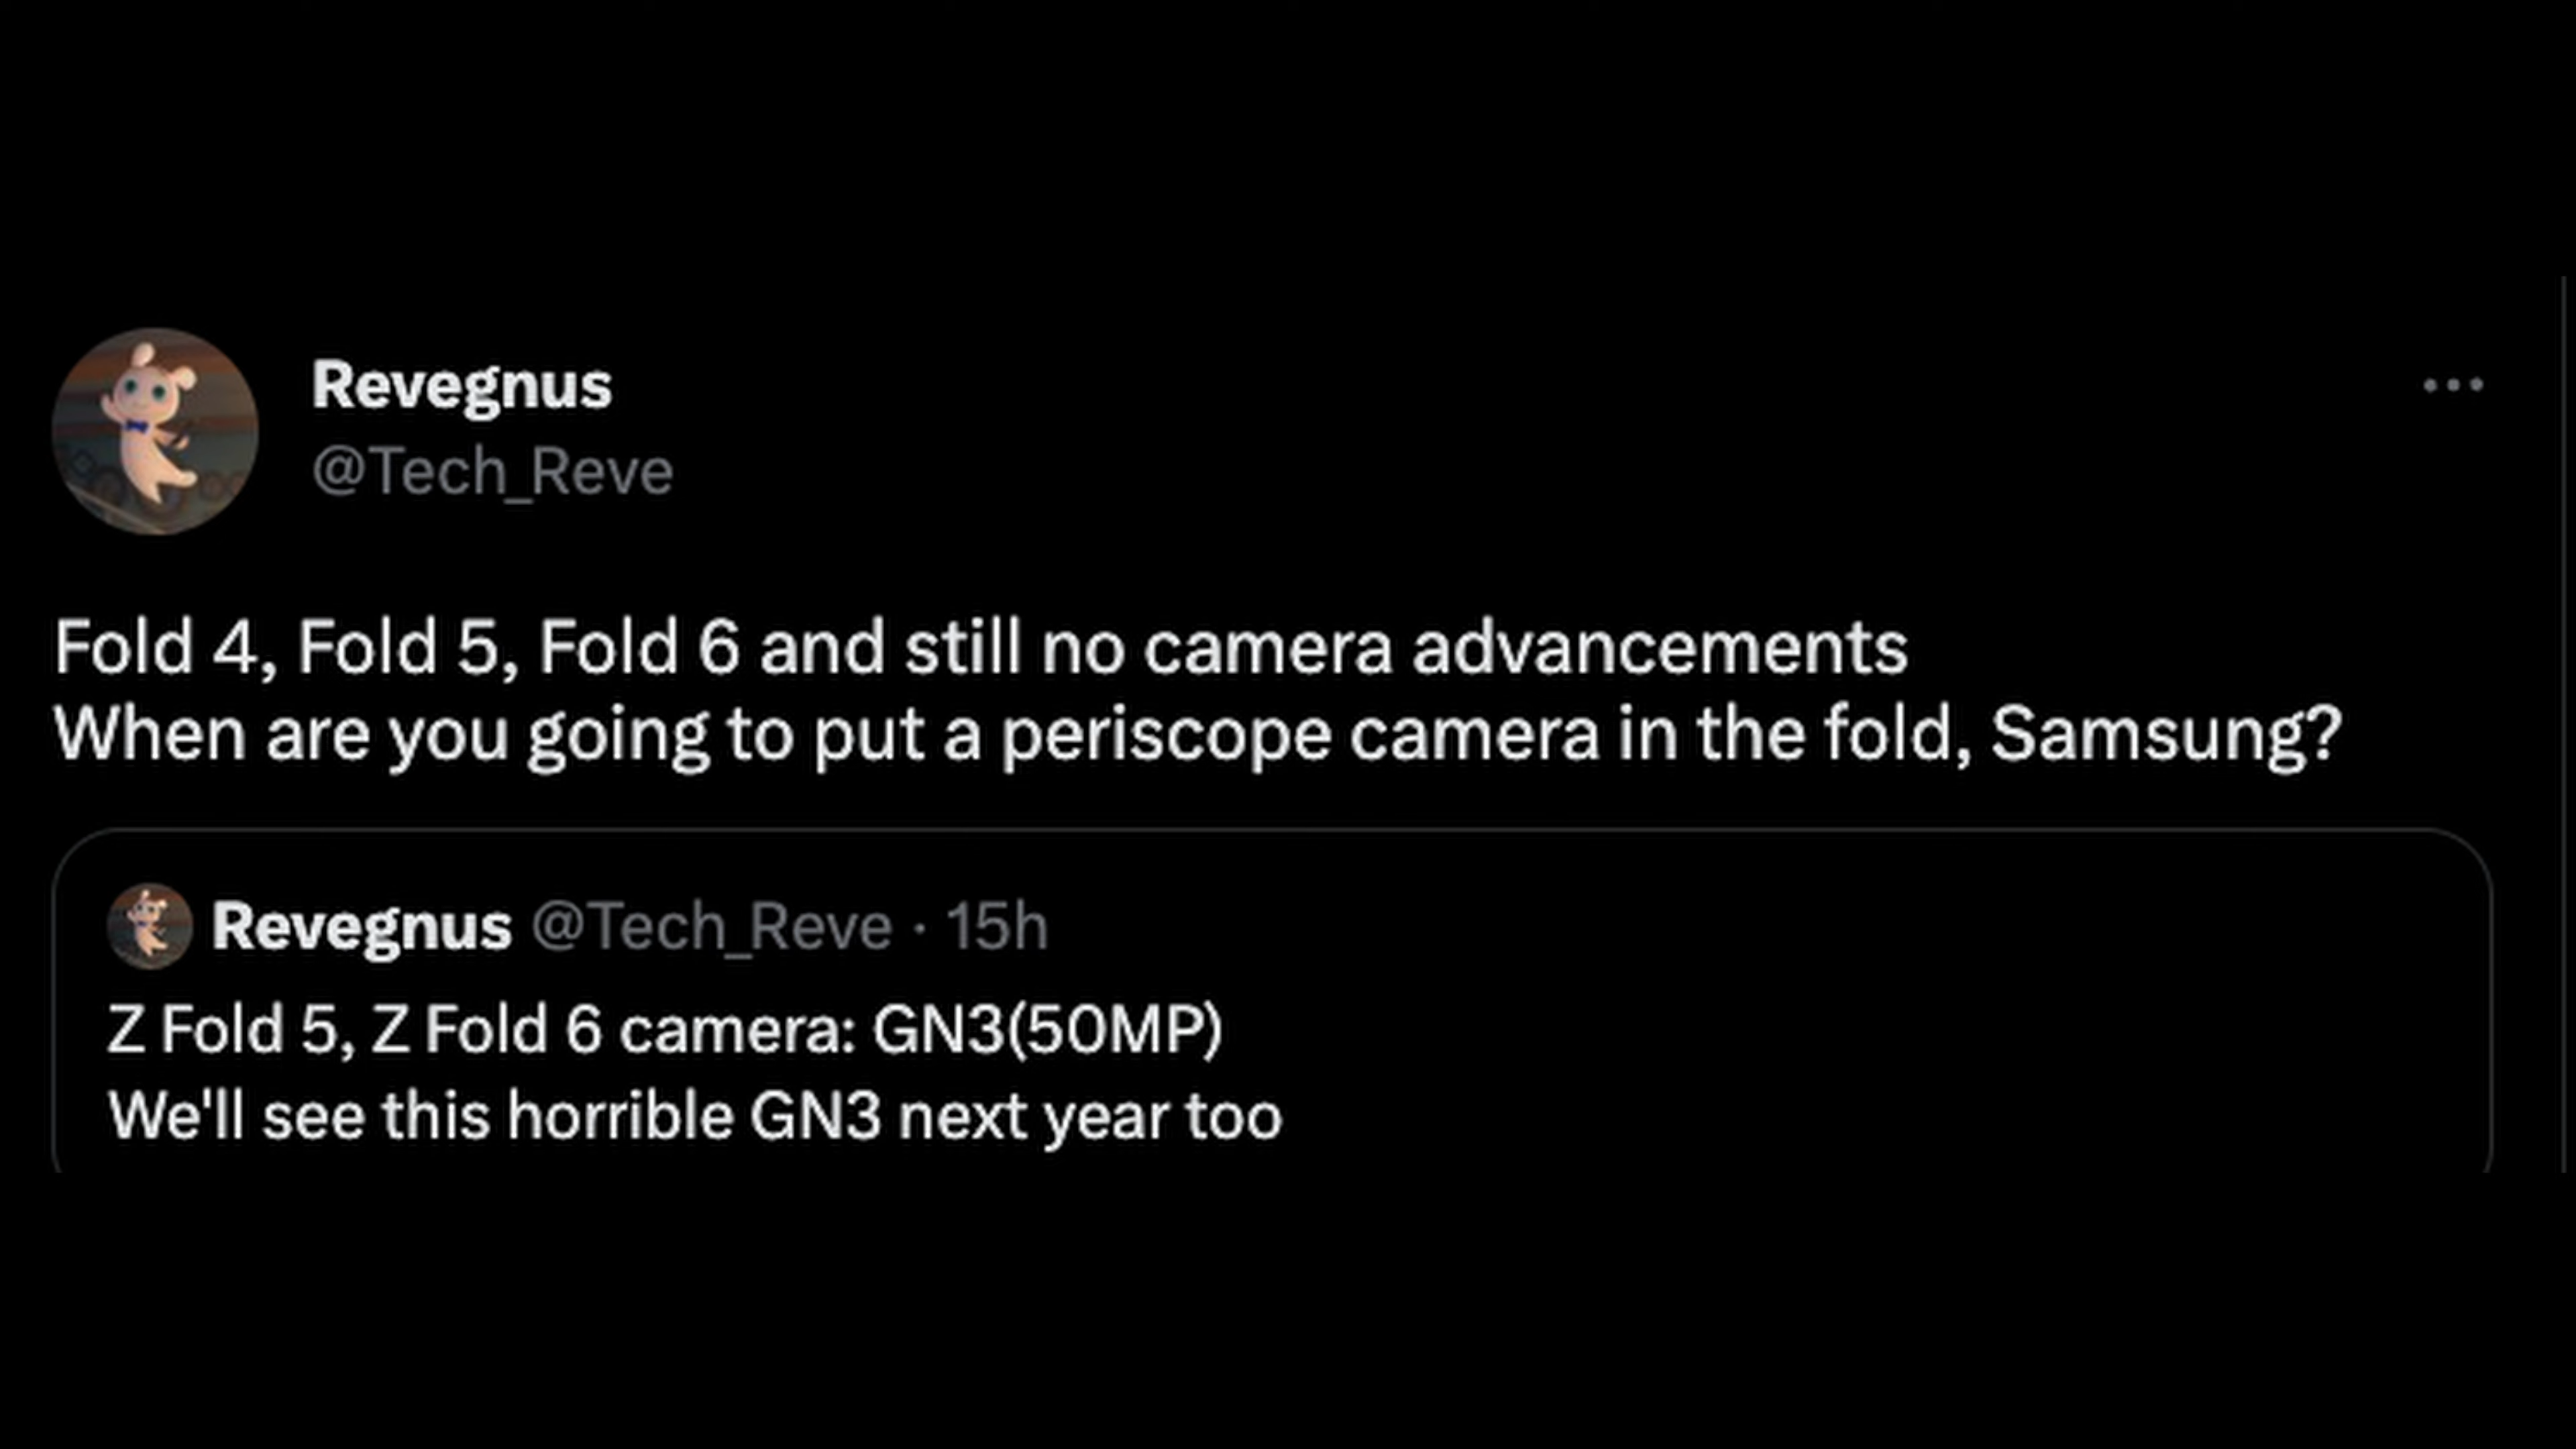 Revegnus
@Tech_Reve
Fold 4, Fold 5, Fold 6 and still no camera advancements
When are you going to put a periscope camera in the fold, Samsung?
Revegnus @Tech_Reve · 15h
Z Fold 5, Z Fold 6 camera: GN3(50MP)
We'll see this horrible GN3 next year too